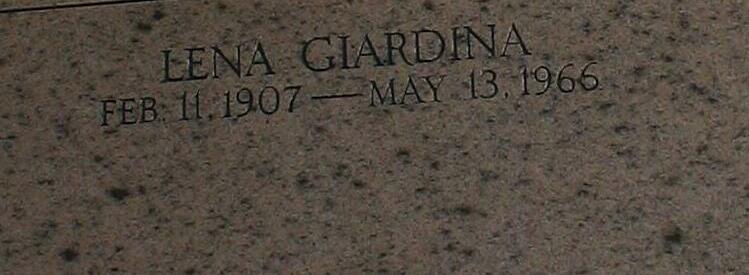 LENA GIARDINA
FEB. 11, 1907 — MAY 13, 1966